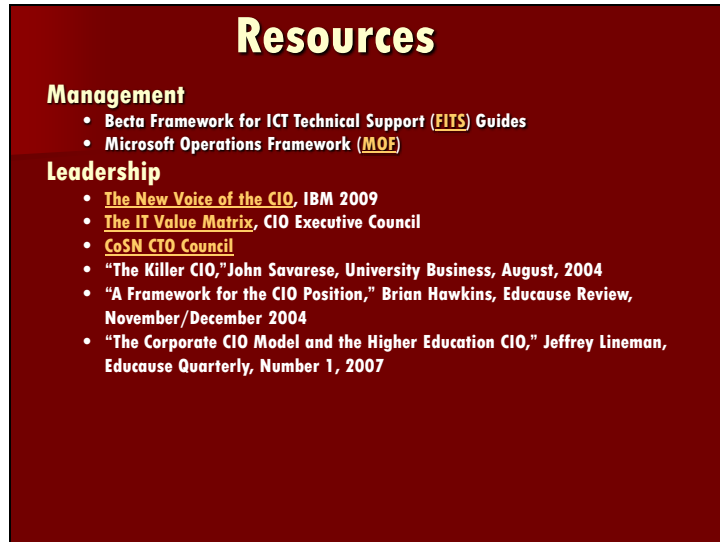 Resources
Management
• Becta Framework for ICT Technical Support (FITS) Guides
• Microsoft Operations Framework (MOF)
Leadership
• The New Voice of the CIO, IBM 2009
• The IT Value Matrix, CIO Executive Council
• CoSN CTO Council
• “The Killer CIO,”John Savarese, University Business, August, 2004
• “A Framework for the CIO Position,” Brian Hawkins, Educause Review,
November/December 2004
• “The Corporate CIO Model and the Higher Education CIO,” Jeffrey Lineman,
Educause Quarterly, Number 1, 2007